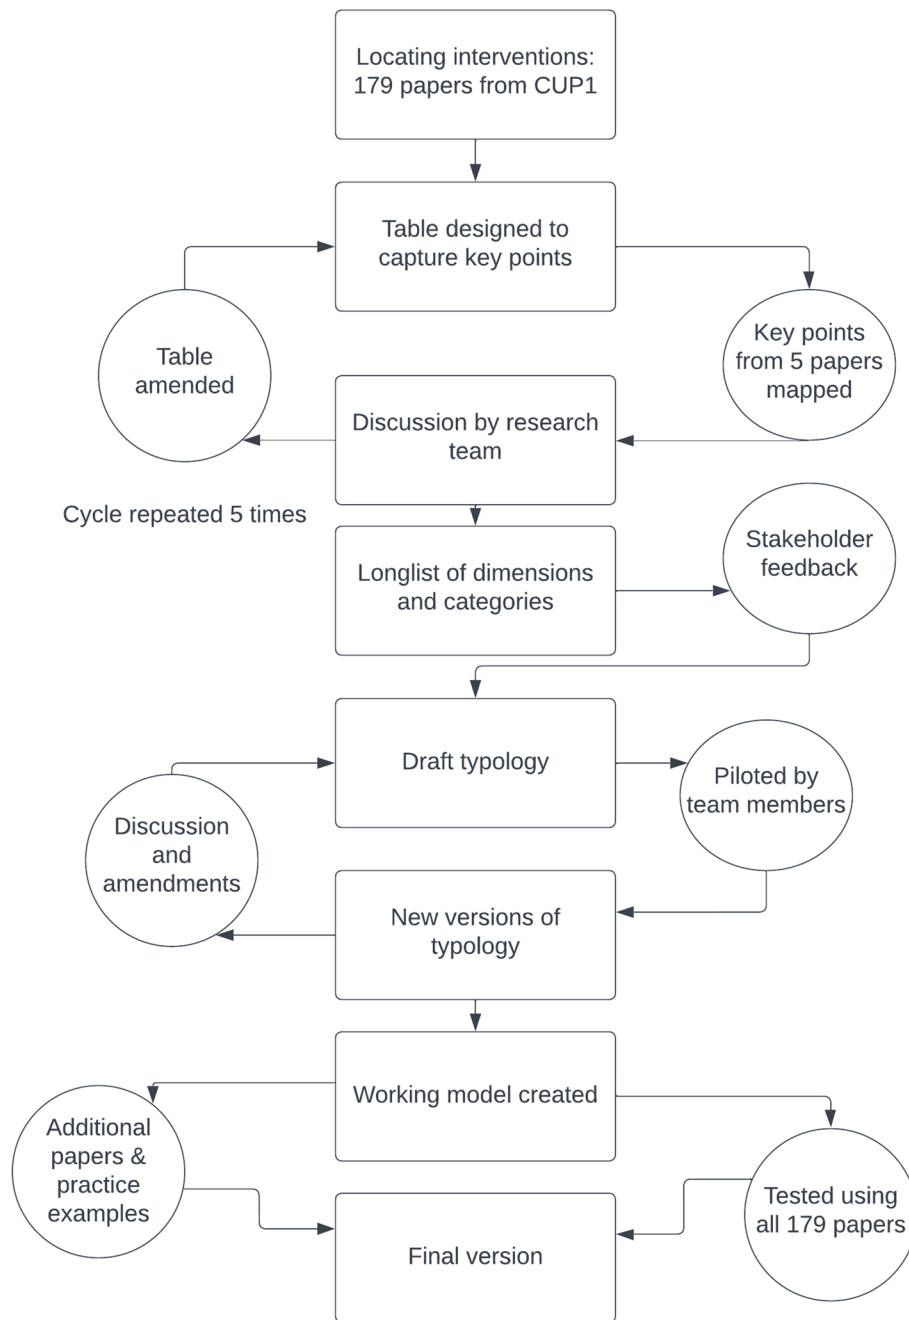 Locating interventions:
179 papers from CUP1
Table designed to
capture key points
Key points
from 5 papers
mapped
Table
amended
Discussion by research
team
Cycle repeated 5 times
Stakeholder
feedback
Longlist of dimensions
and categories
Draft typology
Piloted by
team members
Discussion
and
amendments
New versions of
typology
Working model created
Additional
papers &
practice
examples
Tested using
all 179 papers
Final version